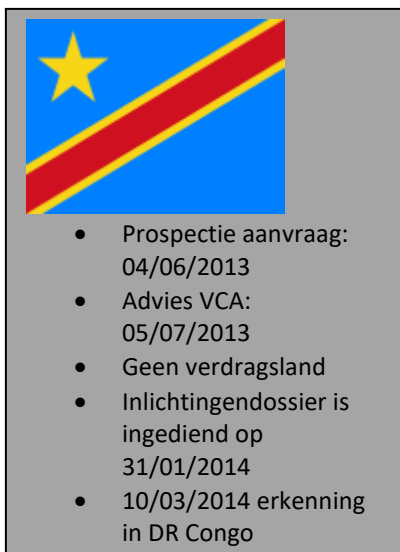 • Prospectie aanvraag:
04/06/2013
• Advies VCA:
05/07/2013
• Geen verdragsland
• Inlichtingendossier is
ingediend op
31/01/2014
• 10/03/2014 erkenning
in DR Congo